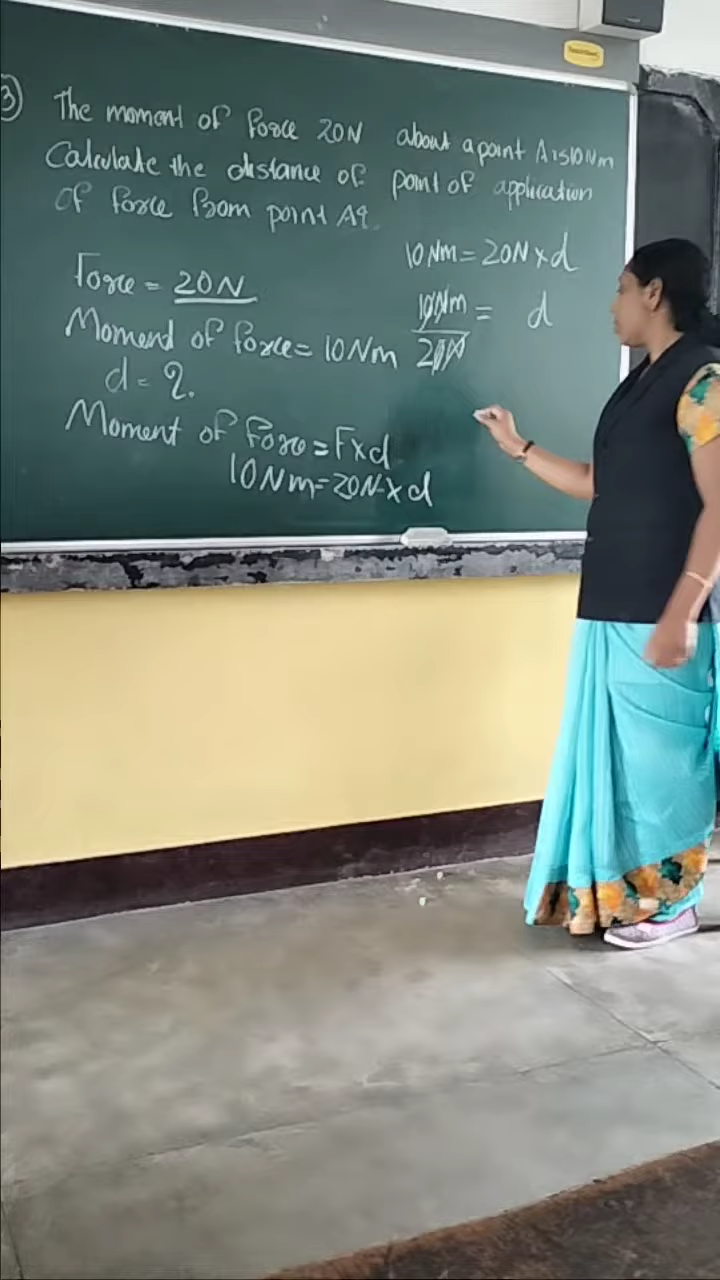 3 The moment of force 20N about a point A is 10Nm
Calculate the distance of point of application
of force from point A?.
Force = 20N
Moment of force = 10Nm
d = ?.
Moment of Force = F×d
10Nm = 20N×d
10Nm = 20N×d
10Nm = d
20N